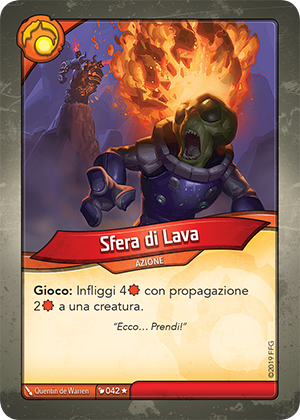 Sfera di Lava
AZIONE
Gioco: Infliggi 4 con propagazione
2 a una creatura.
"Ecco... Prendi!"
Quentin de Warren
042
©2019 FFG